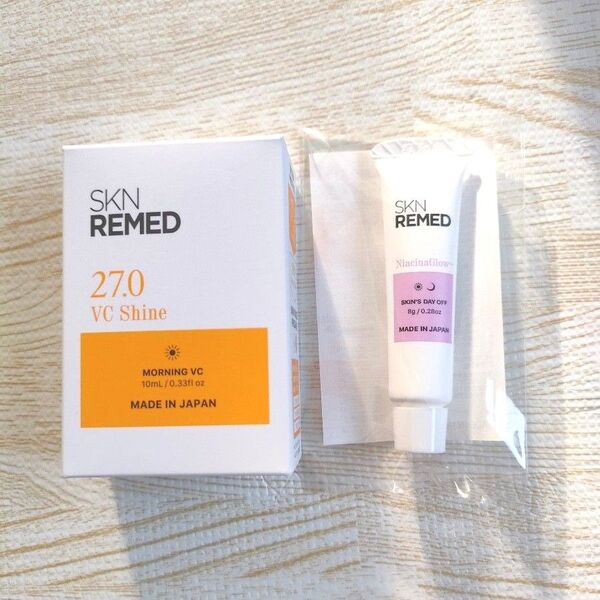 SKN
REMED
27.0
VC Shine
MORNING VC
10mL / 0.33fl oz
MADE IN JAPAN
SKN
REMED
NiacinaGlow™
SKIN'S DAY OFF
8g / 0.28oz
MADE IN JAPAN